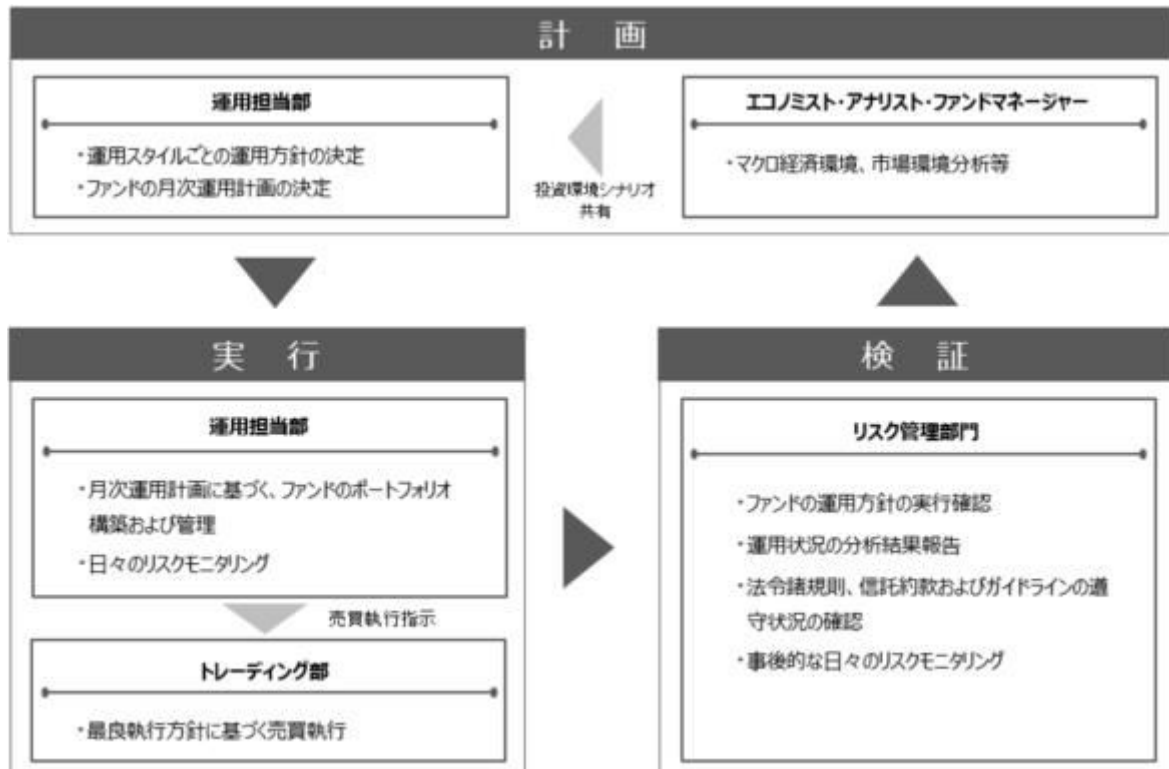 計 画
運用担当部
・運用スタイルごとの運用方針の決定
・ファンドの月次運用計画の決定
投資環境シナリオ
共有
エコノミスト・アナリスト・ファンドマネージャー
・マクロ経済環境、市場環境分析等
実 行
運用担当部
・月次運用計画に基づく、ファンドのポートフォリオ
構築および管理
・日々のリスクモニタリング
売買執行指示
トレーディング部
・最良執行方針に基づく売買執行
検 証
リスク管理部門
・ファンドの運用方針の実行確認
・運用状況の分析結果報告
・法令諸規則、信託約款およびガイドラインの遵
守状況の確認
・事後的な日々のリスクモニタリング